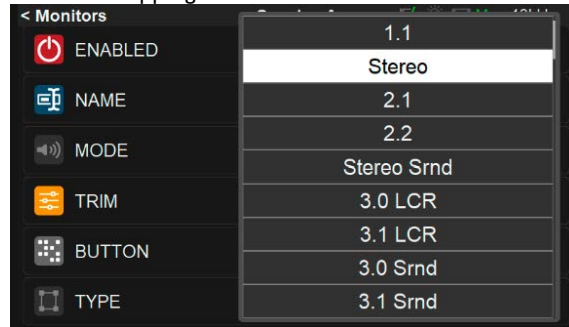 < Monitors
ENABLED
NAME
MODE
TRIM
BUTTON
TYPE
1.1
Stereo
2.1
2.2
Stereo Srnd
3.0 LCR
3.1 LCR
3.0 Srnd
3.1 Srnd